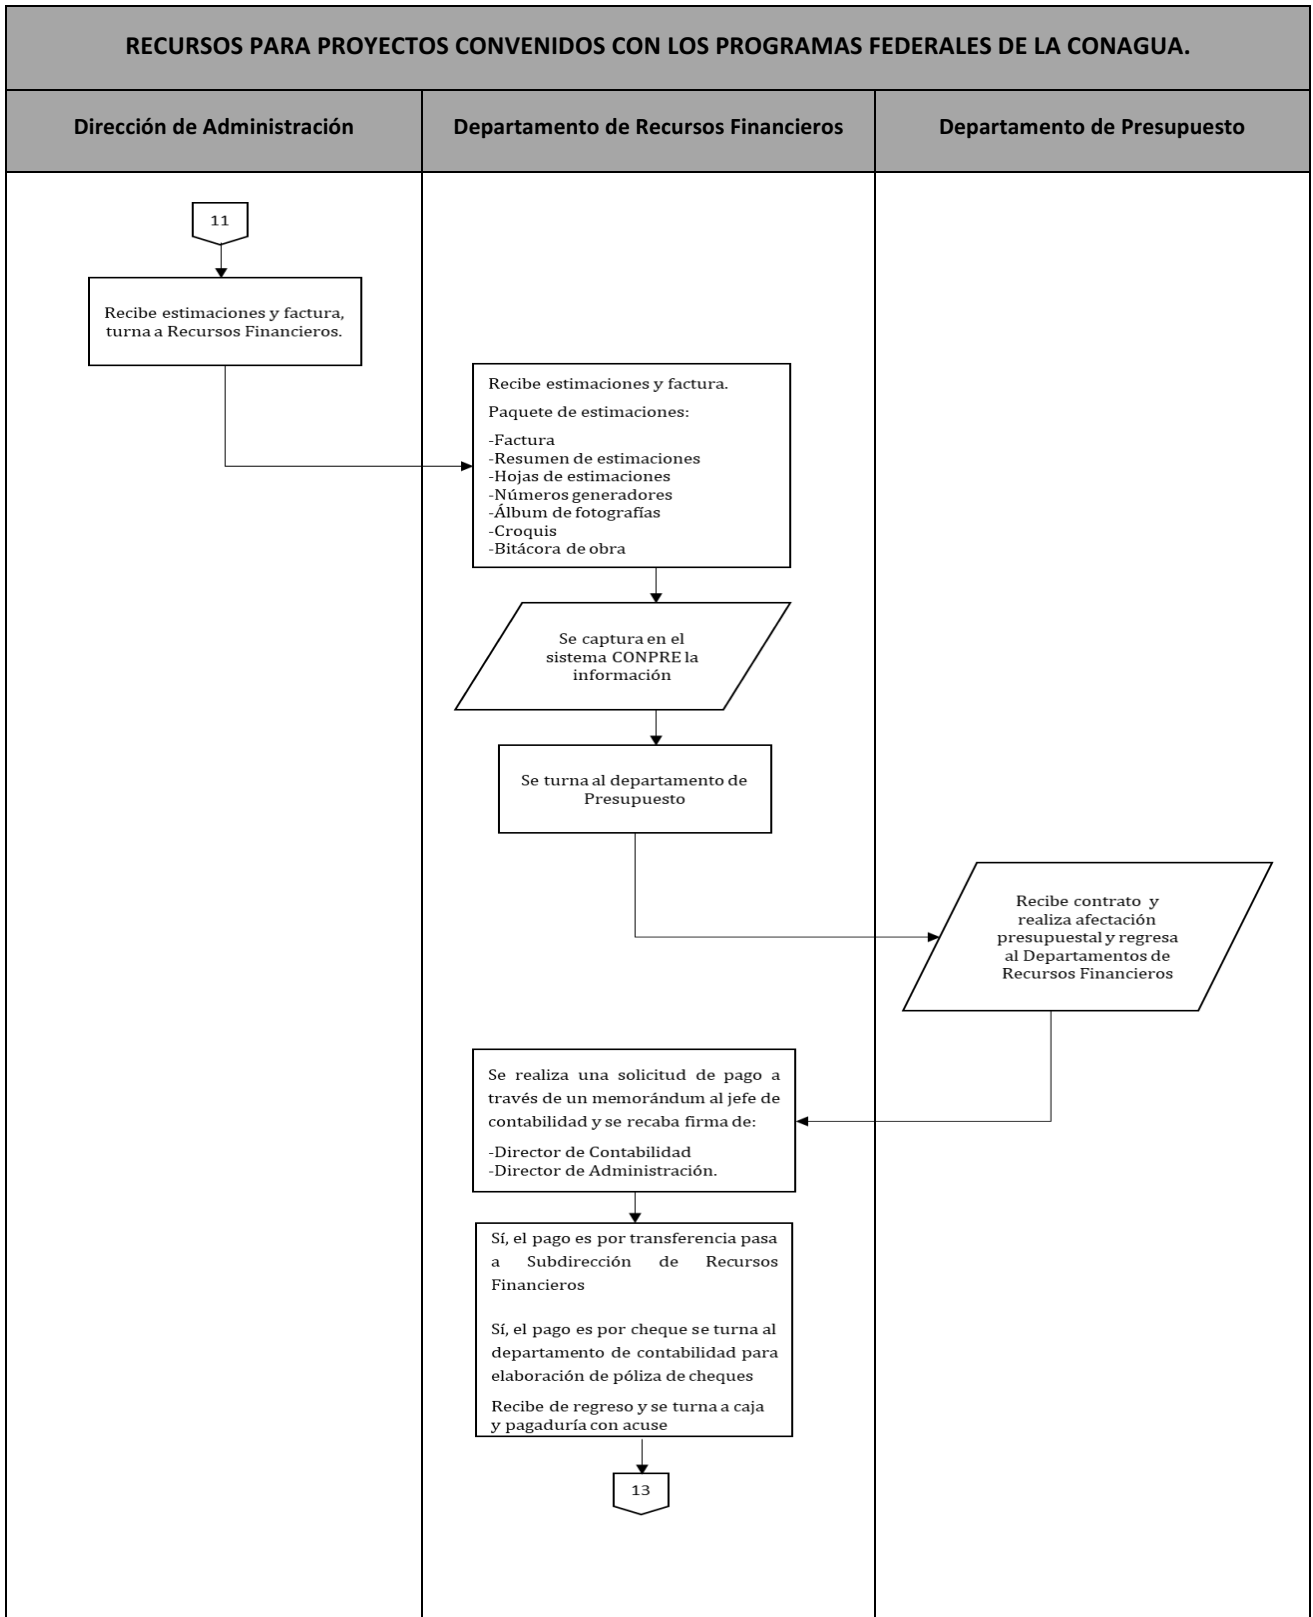 RECURSOS PARA PROYECTOS CONVENIDOS CON LOS PROGRAMAS FEDERALES DE LA CONAGUA.
Dirección de Administración
Departamento de Recursos Financieros
Departamento de Presupuesto
11
Recibe estimaciones y factura,
turna a Recursos Financieros.
Recibe estimaciones y factura.
Paquete de estimaciones:
-Factura
-Resumen de estimaciones
-Hojas de estimaciones
-Números generadores
-Álbum de fotografías
-Croquis
-Bitácora de obra
Se captura en el
sistema CONPRE la
información
Se turna al departamento de
Presupuesto
Recibe contrato y
realiza afectación
presupuestal y regresa
al Departamentos de
Recursos Financieros
Se realiza una solicitud de pago a
través de un memorándum al jefe de
contabilidad y se recaba firma de:
-Director de Contabilidad
-Director de Administración.
Sí, el pago es por transferencia pasa
a Subdirección de Recursos
Financieros
Sí, el pago es por cheque se turna al
departamento de contabilidad para
elaboración de póliza de cheques
Recibe de regreso y se turna a caja
y pagaduría con acuse
13